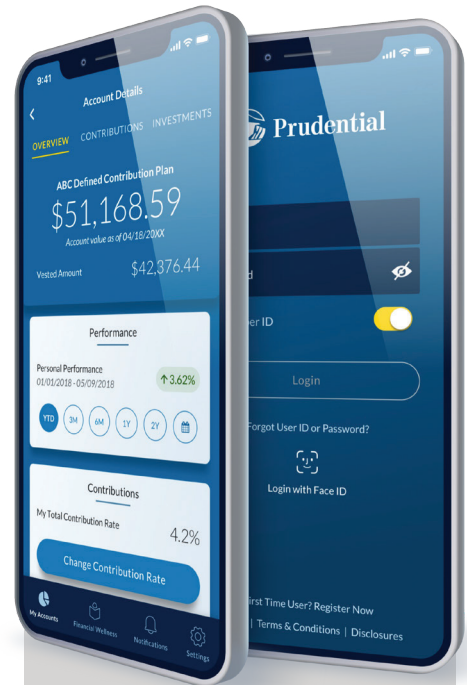 9:41
Account Details
OVERVIEW CONTRIBUTIONS INVESTMENTS
ABC Defined Contribution Plan
$51,168.59
Account value as of 04/18/20XX
Vested Amount $42,376.44
Performance
Personal Performance
01/01/2018 - 05/09/2018
3.62%
YTD 3M 6M 1Y 2Y
Contributions
My Total Contribution Rate
4.2%
Change Contribution Rate
My Accounts Financial Wellness Notifications Settings
Prudential
d
er ID
Login
Forgot User ID or Password?
Login with Face ID
irst Time User? Register Now
| Terms & Conditions | Disclosures